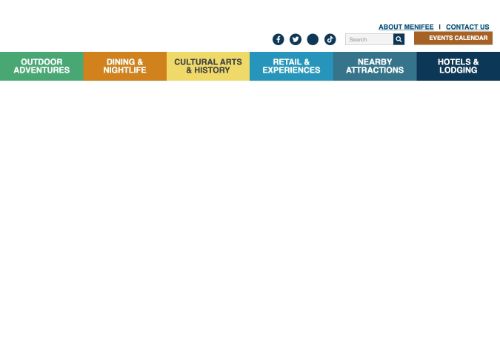 ABOUT MENIFEE | CONTACT US
Search
EVENTS CALENDAR
OUTDOOR
ADVENTURES
DINING &
NIGHTLIFE
CULTURAL ARTS
& HISTORY
RETAIL &
EXPERIENCES
NEARBY
ATTRACTIONS
HOTELS &
LODGING